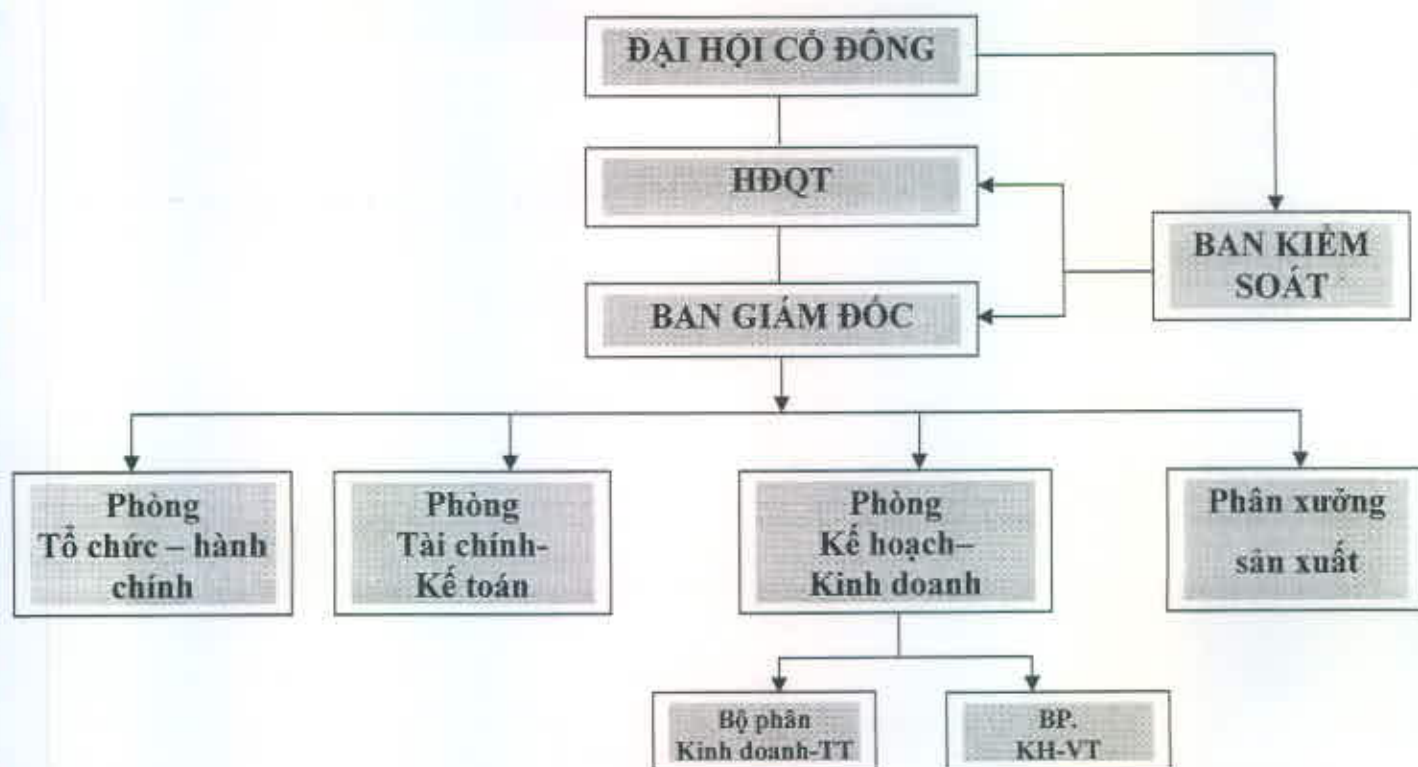 ĐẠI HỘI CỔ ĐÔNG
HĐQT
BAN KIỂM
SOÁT
BAN GIÁM ĐỐC
Phòng
Tổ chức – hành
chính
Phòng
Tài chính-
Kế toán
Phòng
Kế hoạch–
Kinh doanh
Phân xưởng
sản xuất
Bộ phân
Kinh doanh-TT
BP.
KH-VT